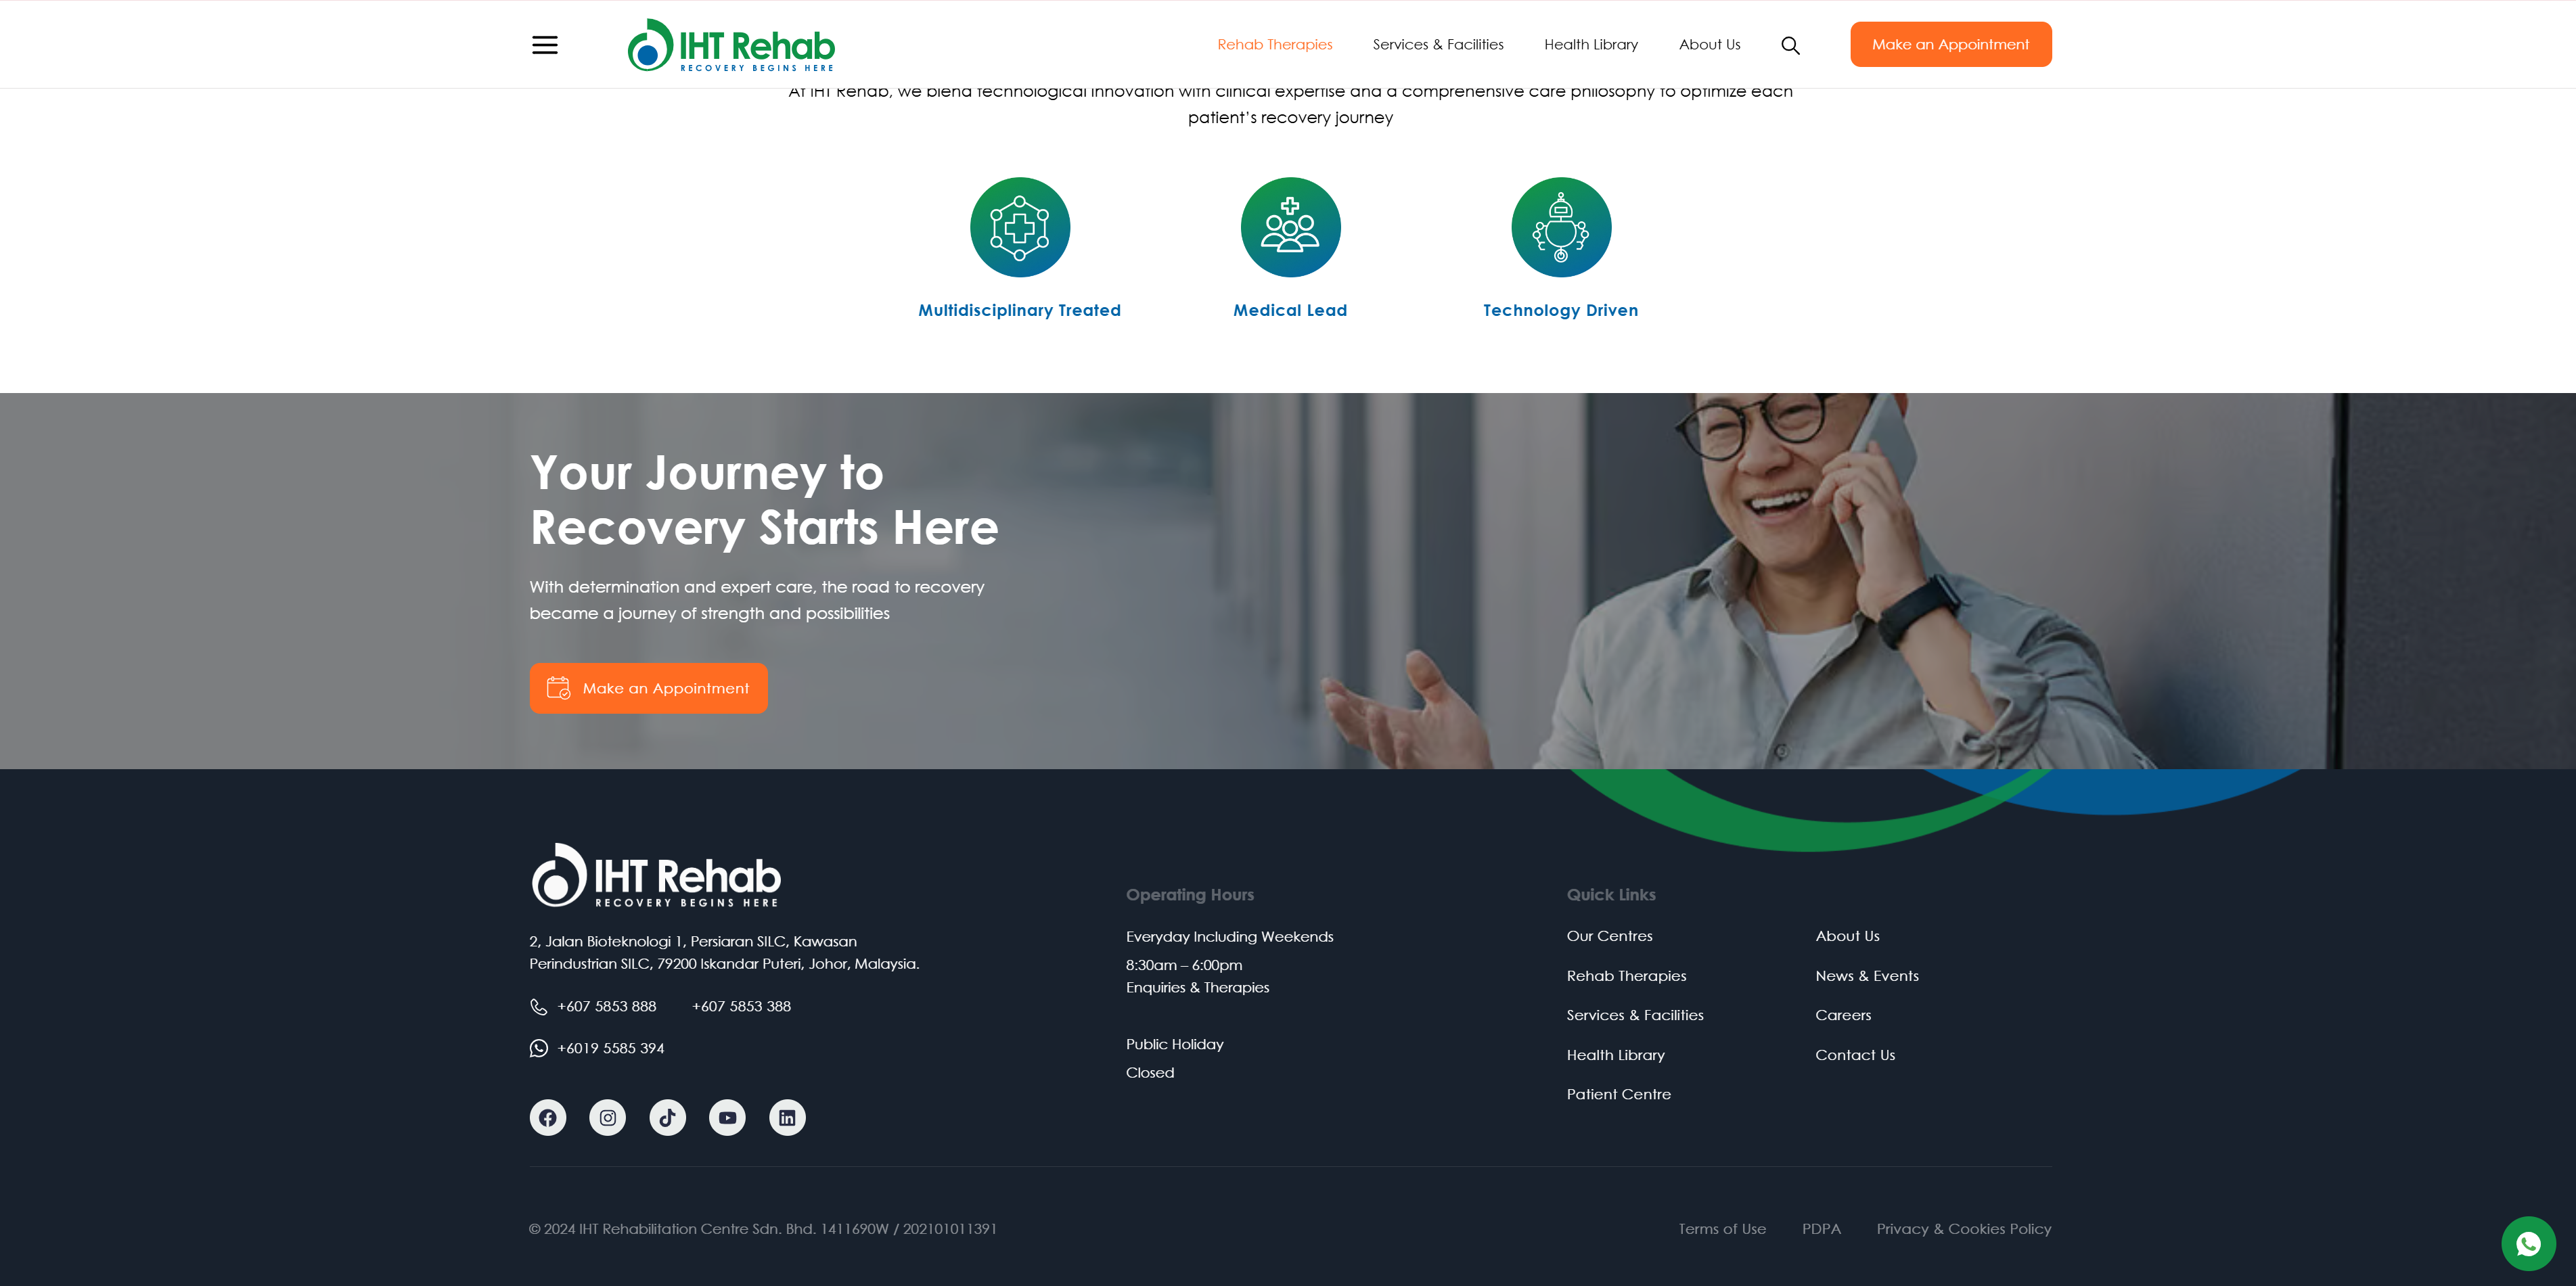 IHT Rehab
RECOVERY BEGINS HERE
Rehab Therapies
Services & Facilities
Health Library
About Us
Make an Appointment
At IHT Rehab, we blend technological innovation with clinical expertise and a comprehensive care philosophy to optimize each
patient’s recovery journey
Multidisciplinary Treated
Medical Lead
Technology Driven
Your Journey to
Recovery Starts Here
With determination and expert care, the road to recovery
became a journey of strength and possibilities
Make an Appointment
IHT Rehab
RECOVERY BEGINS HERE
2, Jalan Bioteknologi 1, Persiaran SILC, Kawasan
Perindustrian SILC, 79200 Iskandar Puteri, Johor, Malaysia.
+607 5853 888
+607 5853 388
+6019 5585 394
Operating Hours
Everyday Including Weekends
8:30am – 6:00pm
Enquiries & Therapies
Public Holiday
Closed
Quick Links
Our Centres
Rehab Therapies
Services & Facilities
Health Library
Patient Centre
About Us
News & Events
Careers
Contact Us
© 2024 IHT Rehabilitation Centre Sdn. Bhd. 1411690W / 202101011391
Terms of Use
PDPA
Privacy & Cookies Policy